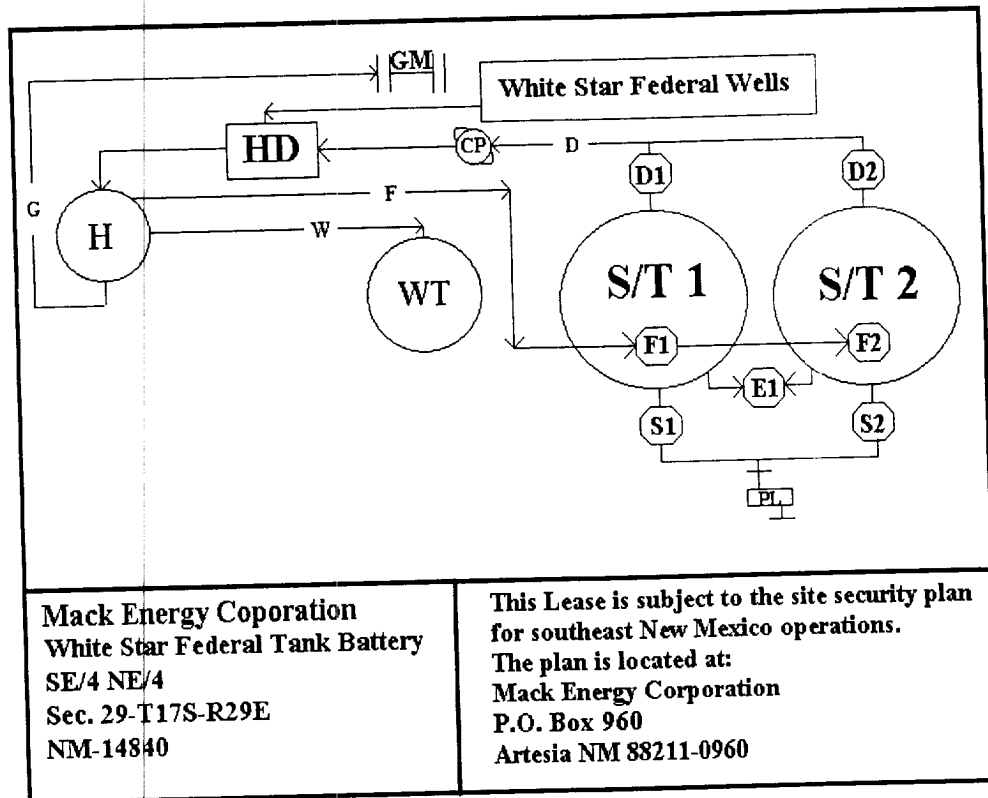 GM
White Star Federal Wells
HD
CP
D
D1
D2
G
F
H
W
WT
S/T 1
S/T 2
F1
F2
E1
S1
S2
PL
Mack Energy Coporation
White Star Federal Tank Battery
SE/4 NE/4
Sec. 29-T17S-R29E
NM-14840
This Lease is subject to the site security plan
for southeast New Mexico operations.
The plan is located at:
Mack Energy Corporation
P.O. Box 960
Artesia NM 88211-0960